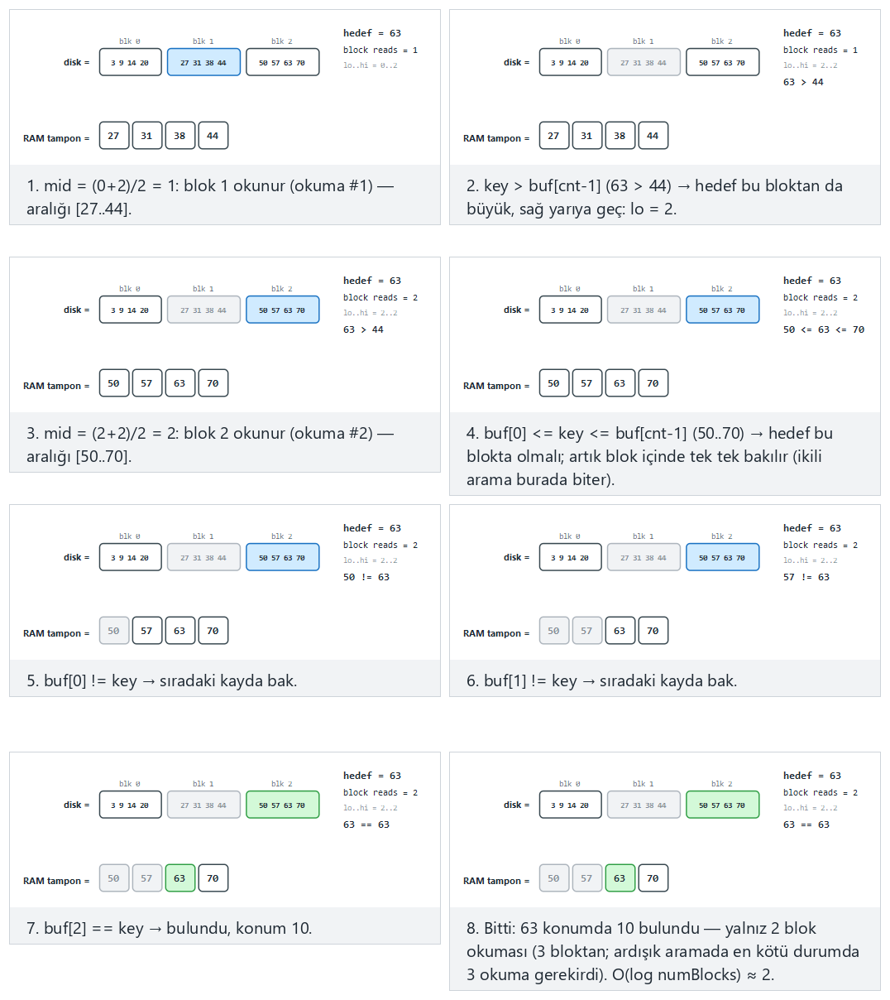 blk 0 blk 1 blk 2
disk = 3 9 14 20 27 31 38 44 50 57 63 70
hedef = 63
block reads = 1
lo..hi = 0..2
RAM tampon = 27 31 38 44
1. mid = (0+2)/2 = 1: blok 1 okunur (okuma #1) —
aralığı [27..44].
blk 0 blk 1 blk 2
disk = 3 9 14 20 27 31 38 44 50 57 63 70
hedef = 63
block reads = 1
lo..hi = 2..2
63 > 44
RAM tampon = 27 31 38 44
2. key > buf[cnt-1] (63 > 44) → hedef bu bloktan da
büyük, sağ yarıya geç: lo = 2.
blk 0 blk 1 blk 2
disk = 3 9 14 20 27 31 38 44 50 57 63 70
hedef = 63
block reads = 2
lo..hi = 2..2
63 > 44
RAM tampon = 50 57 63 70
3. mid = (2+2)/2 = 2: blok 2 okunur (okuma #2) —
aralığı [50..70].
blk 0 blk 1 blk 2
disk = 3 9 14 20 27 31 38 44 50 57 63 70
hedef = 63
block reads = 2
lo..hi = 2..2
50 <= 63 <= 70
RAM tampon = 50 57 63 70
4. buf[0] <= key <= buf[cnt-1] (50..70) → hedef bu
blokta olmalı; artık blok içinde tek tek bakılır (ikili
arama burada biter).
blk 0 blk 1 blk 2
disk = 3 9 14 20 27 31 38 44 50 57 63 70
hedef = 63
block reads = 2
lo..hi = 2..2
50 != 63
RAM tampon = 50 57 63 70
5. buf[0] != key → sıradaki kayda bak.
blk 0 blk 1 blk 2
disk = 3 9 14 20 27 31 38 44 50 57 63 70
hedef = 63
block reads = 2
lo..hi = 2..2
57 != 63
RAM tampon = 50 57 63 70
6. buf[1] != key → sıradaki kayda bak.
blk 0 blk 1 blk 2
disk = 3 9 14 20 27 31 38 44 50 57 63 70
hedef = 63
block reads = 2
lo..hi = 2..2
63 == 63
RAM tampon = 50 57 63 70
7. buf[2] == key → bulundu, konum 10.
blk 0 blk 1 blk 2
disk = 3 9 14 20 27 31 38 44 50 57 63 70
hedef = 63
block reads = 2
lo..hi = 2..2
63 == 63
RAM tampon = 50 57 63 70
8. Bitti: 63 konumda 10 bulundu — yalnız 2 blok
okuması (3 bloktan; ardışık aramada en kötü durumda
3 okuma gerekirdi). O(log numBlocks) ≈ 2.